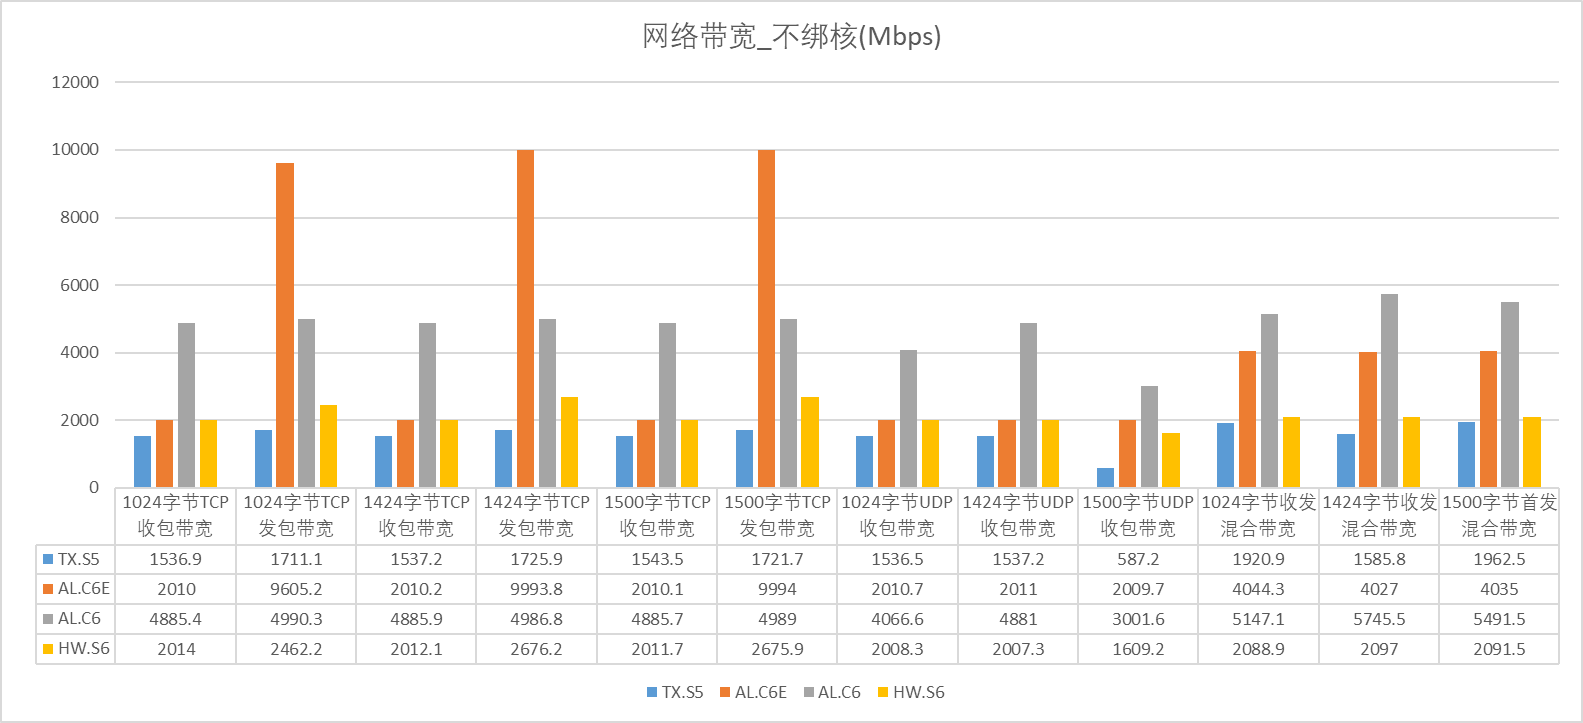 网络带宽_不绑核(Mbps)
12000
10000
8000
6000
4000
2000
0
1024字节TCP收包带宽 1024字节TCP发包带宽 1424字节TCP收包带宽 1424字节TCP发包带宽 1500字节TCP收包带宽 1500字节TCP发包带宽 1024字节UDP收包带宽 1424字节UDP收包带宽 1500字节UDP收包带宽 1024字节收发混合带宽 1424字节收发混合带宽 1500字节首发混合带宽
TX.S5 1536.9 1711.1 1537.2 1725.9 1543.5 1721.7 1536.5 1537.2 587.2 1920.9 1585.8 1962.5
AL.C6E 2010 9605.2 2010.2 9993.8 2010.1 9994 2010.7 2011 2009.7 4044.3 4027 4035
AL.C6 4885.4 4990.3 4885.9 4986.8 4885.7 4989 4066.6 4881 3001.6 5147.1 5745.5 5491.5
HW.S6 2014 2462.2 2012.1 2676.2 2011.7 2675.9 2008.3 2007.3 1609.2 2088.9 2097 2091.5
TX.S5 AL.C6E AL.C6 HW.S6